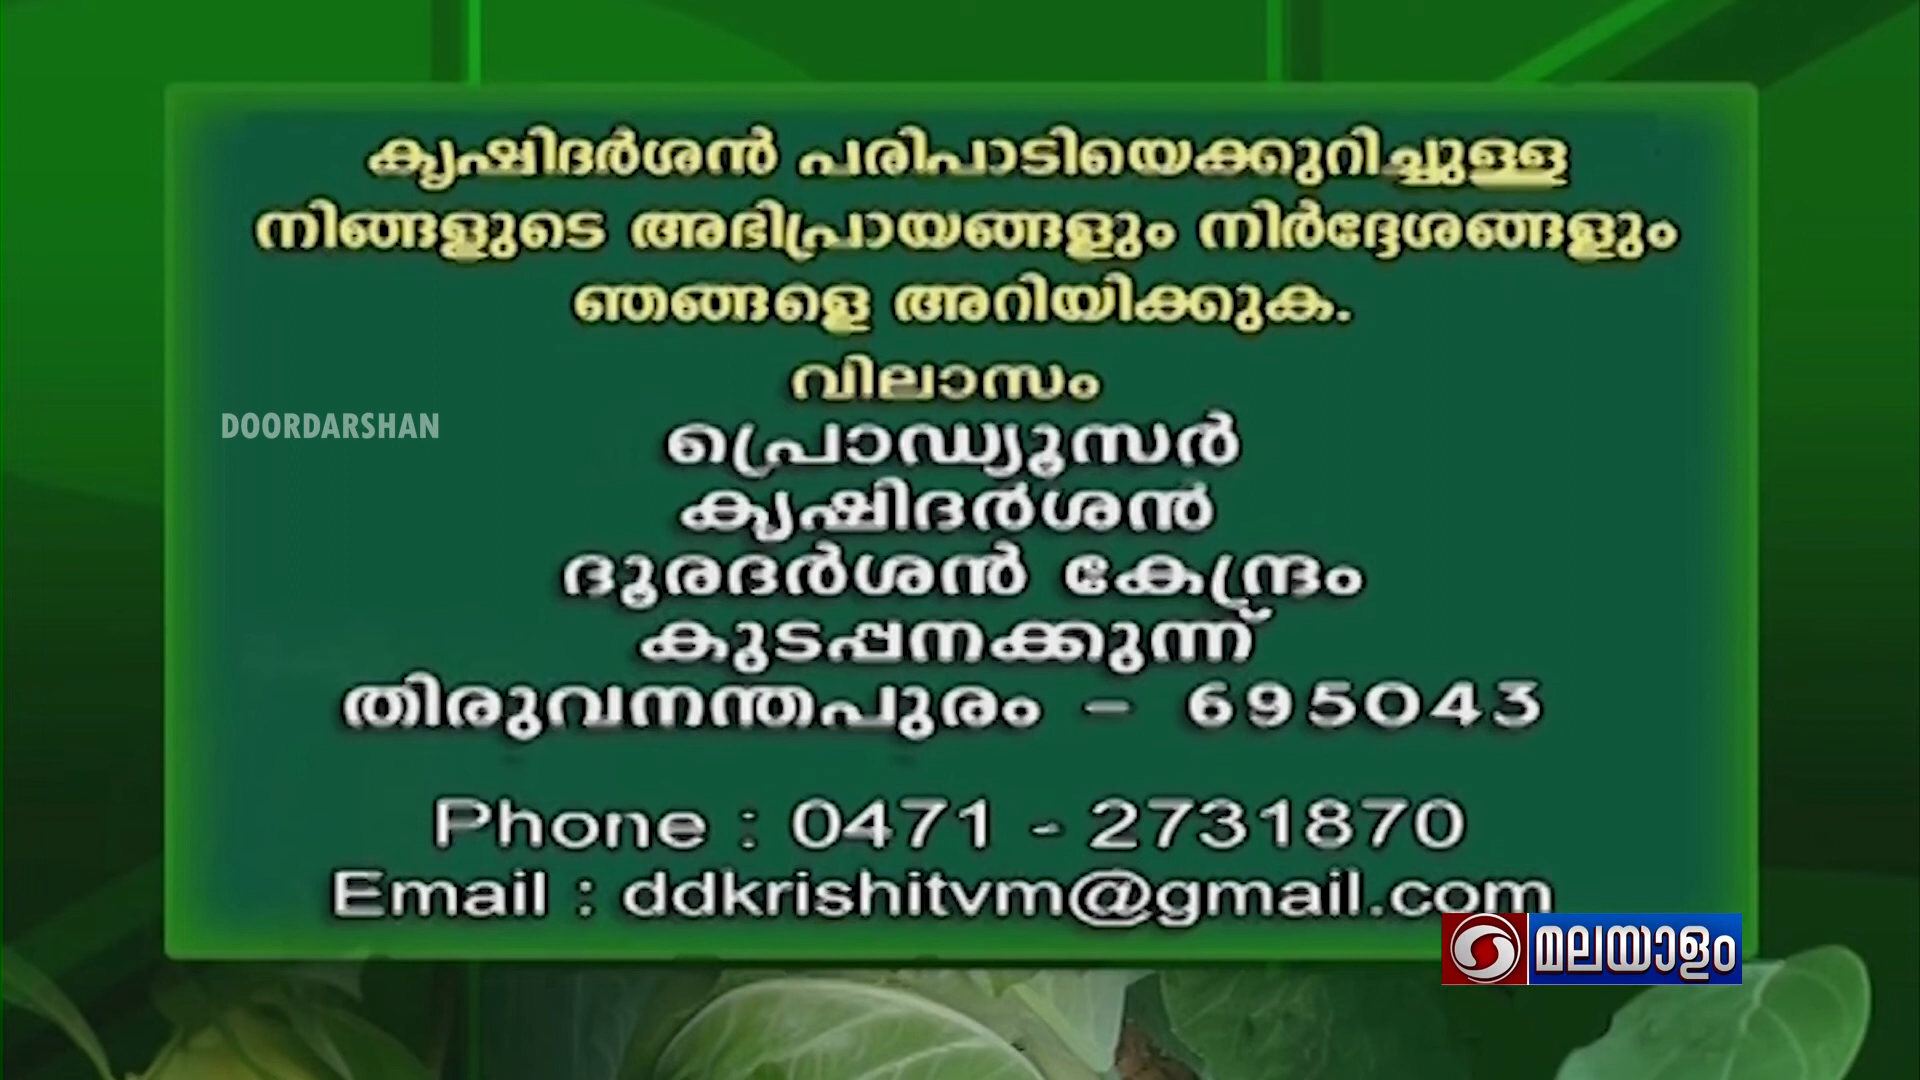 കൃഷിദർശൻ പരിപാടിയെക്കുറിച്ചുള്ള
നിങ്ങളുടെ അഭിപ്രായങ്ങളും നിർദ്ദേശങ്ങളും
ഞങ്ങളെ അറിയിക്കുക.
വിലാസം
DOORDARSHAN
പ്രൊഡ്യൂസർ
കൃഷിദർശൻ
ദൂരദർശൻ കേന്ദ്രം
കുടപ്പനക്കുന്ന്
തിരുവനന്തപുരം - 695043
Phone : 0471 - 2731870
Email : ddkrishitvm@gmail.com
മലയാളം